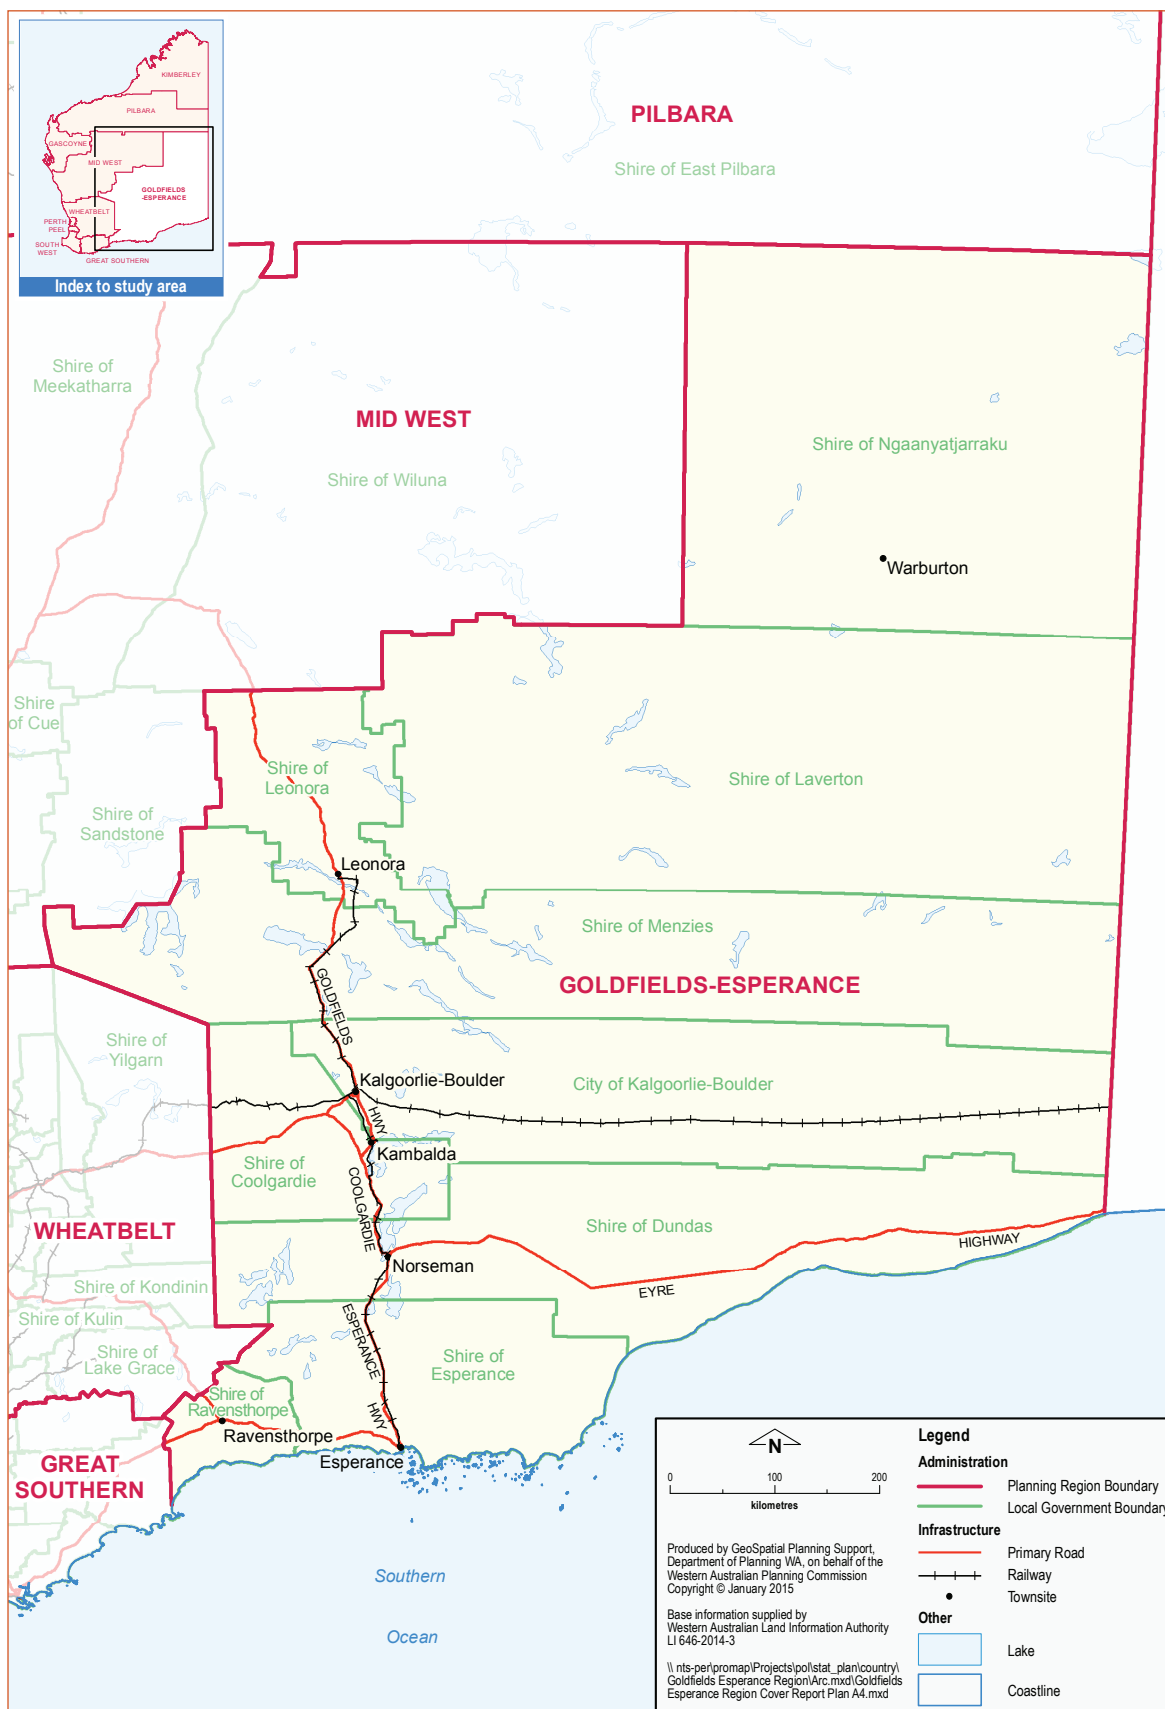 KIMBERLEY
PILBARA
GASCOYNE
MID WEST
GOLDFIELDS
-ESPERANCE
WHEATBELT
PERTH
PEEL
SOUTH
WEST
GREAT SOUTHERN
Index to study area
PILBARA
Shire of East Pilbara
Shire of
Meekatharra
MID WEST
Shire of Wiluna
Shire of Ngaanyatjarraku
Warburton
Shire
of Cue
Shire of
Sandstone
Shire of
Leonora
Shire of Laverton
Leonora
Shire of Menzies
GOLDFIELDS-ESPERANCE
GOLDFIELDS
HWY
Shire of
Yilgarn
Kalgoorlie-Boulder
City of Kalgoorlie-Boulder
Kambalda
Shire of
Coolgardie
COOLGARDIE
WHEATBELT
Shire of Dundas
Norseman
EYRE
HIGHWAY
Shire of Kondinin
Shire of Kulin
Shire of
Lake Grace
ESPERANCE
HWY
Shire of
Esperance
Shire of
Ravensthorpe
Ravensthorpe
Esperance
GREAT
SOUTHERN
Southern
Ocean
N
0 100 200
kilometres
Produced by GeoSpatial Planning Support,
Department of Planning WA, on behalf of the
Western Australian Planning Commission
Copyright © January 2015
Base information supplied by
Western Australian Land Information Authority
LI 646-2014-3
\\ nts-per\promap\Projects\pol\stat_plan\country\
Goldfields Esperance Region\Arc.mxd\Goldfields
Esperance Region Cover Report Plan A4.mxd
Legend
Administration
Planning Region Boundary
Local Government Boundary
Infrastructure
Primary Road
Railway
Townsite
Other
Lake
Coastline